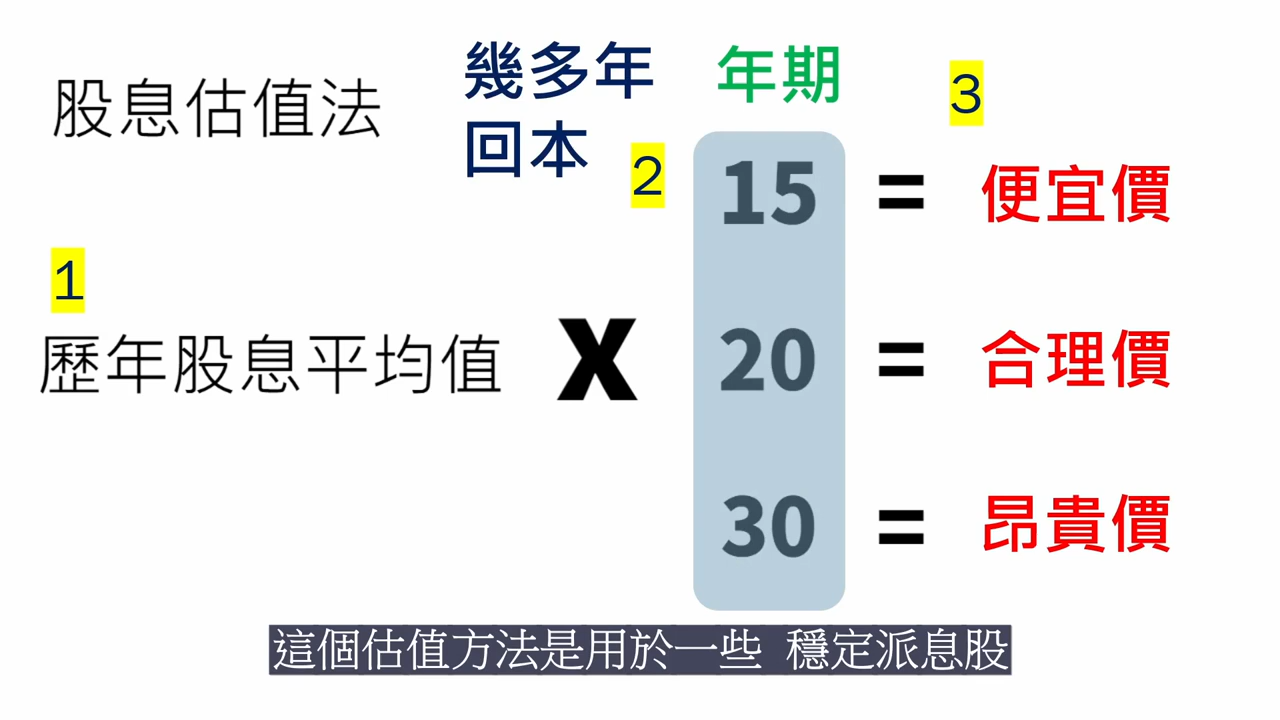 股息估值法
幾多年
回本
年期
1
歷年股息平均值
X
2
15
20
30
=
=
=
3
便宜價
合理價
昂貴價
這個估值方法是用於一些 穩定派息股